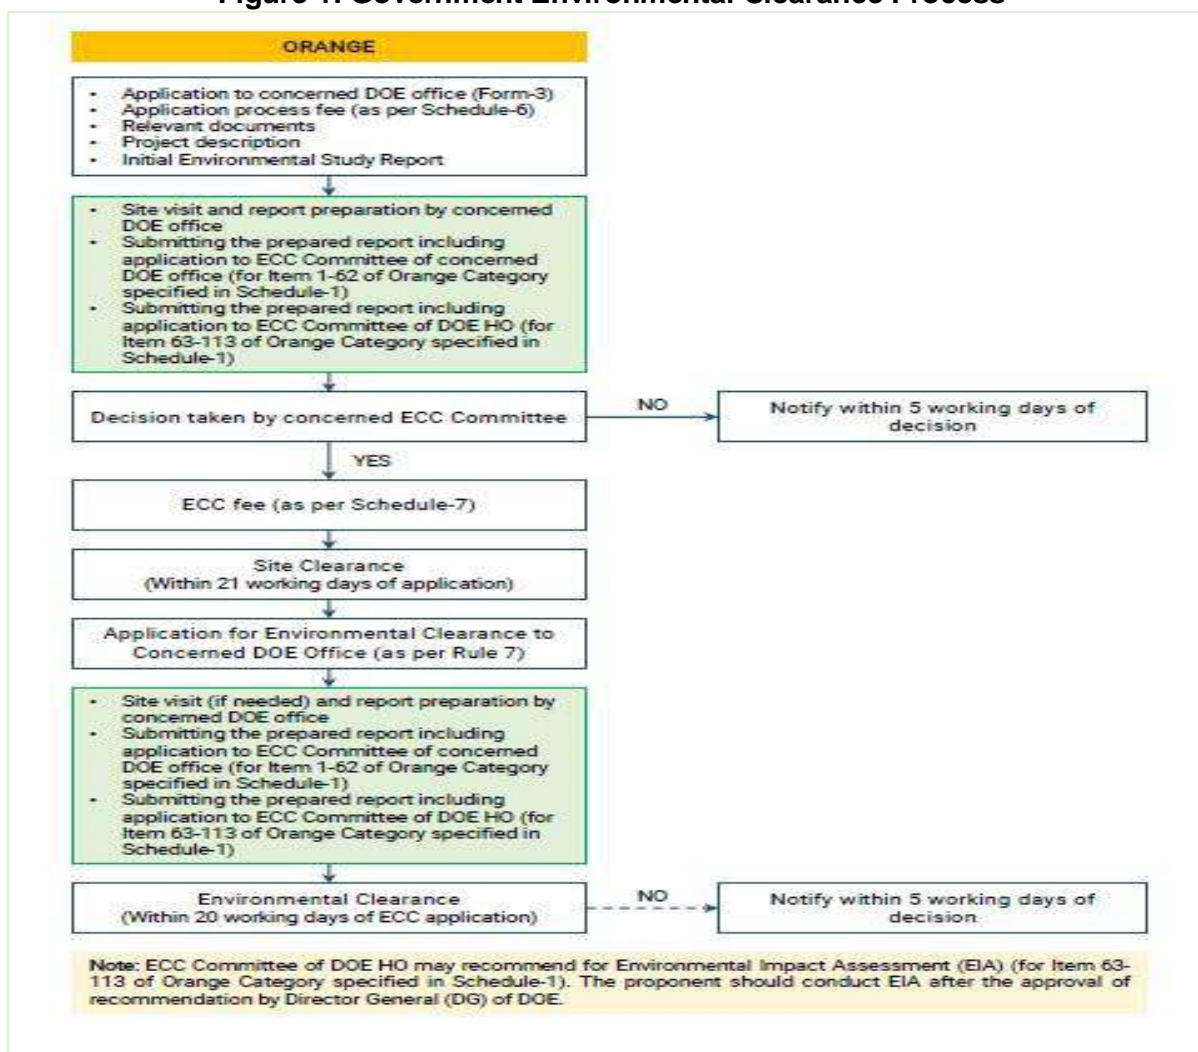 Figure 1: Government Environmental Clearance Process
ORANGE
• Application to concerned DOE office (Form-3)
• Application process fee (as per Schedule-6)
• Relevant documents
• Project description
• Initial Environmental Study Report
• Site visit and report preparation by concerned
DOE office
• Submitting the prepared report including
application to ECC Committee of concerned
DOE office (for Item 1-62 of Orange Category
specified in Schedule-1)
• Submitting the prepared report including
application to ECC Committee of DOE HO (for
Item 63-113 of Orange Category specified in
Schedule-1)
Decision taken by concerned ECC Committee
NO
Notify within 5 working days of
decision
YES
ECC fee (as per Schedule-7)
Site Clearance
(Within 21 working days of application)
Application for Environmental Clearance to
Concerned DOE Office (as per Rule 7)
• Site visit (if needed) and report preparation by
concerned DOE office
• Submitting the prepared report including
application to ECC Committee of concerned
DOE office (for Item 1-62 of Orange Category
specified in Schedule-1)
• Submitting the prepared report including
application to ECC Committee of DOE HO (for
Item 63-113 of Orange Category specified in
Schedule-1)
Environmental Clearance
(Within 20 working days of ECC application)
NO
Notify within 5 working days of
decision
Note: ECC Committee of DOE HO may recommend for Environmental Impact Assessment (EIA) (for Item 63-
113 of Orange Category specified in Schedule-1). The proponent should conduct EIA after the approval of
recommendation by Director General (DG) of DOE.